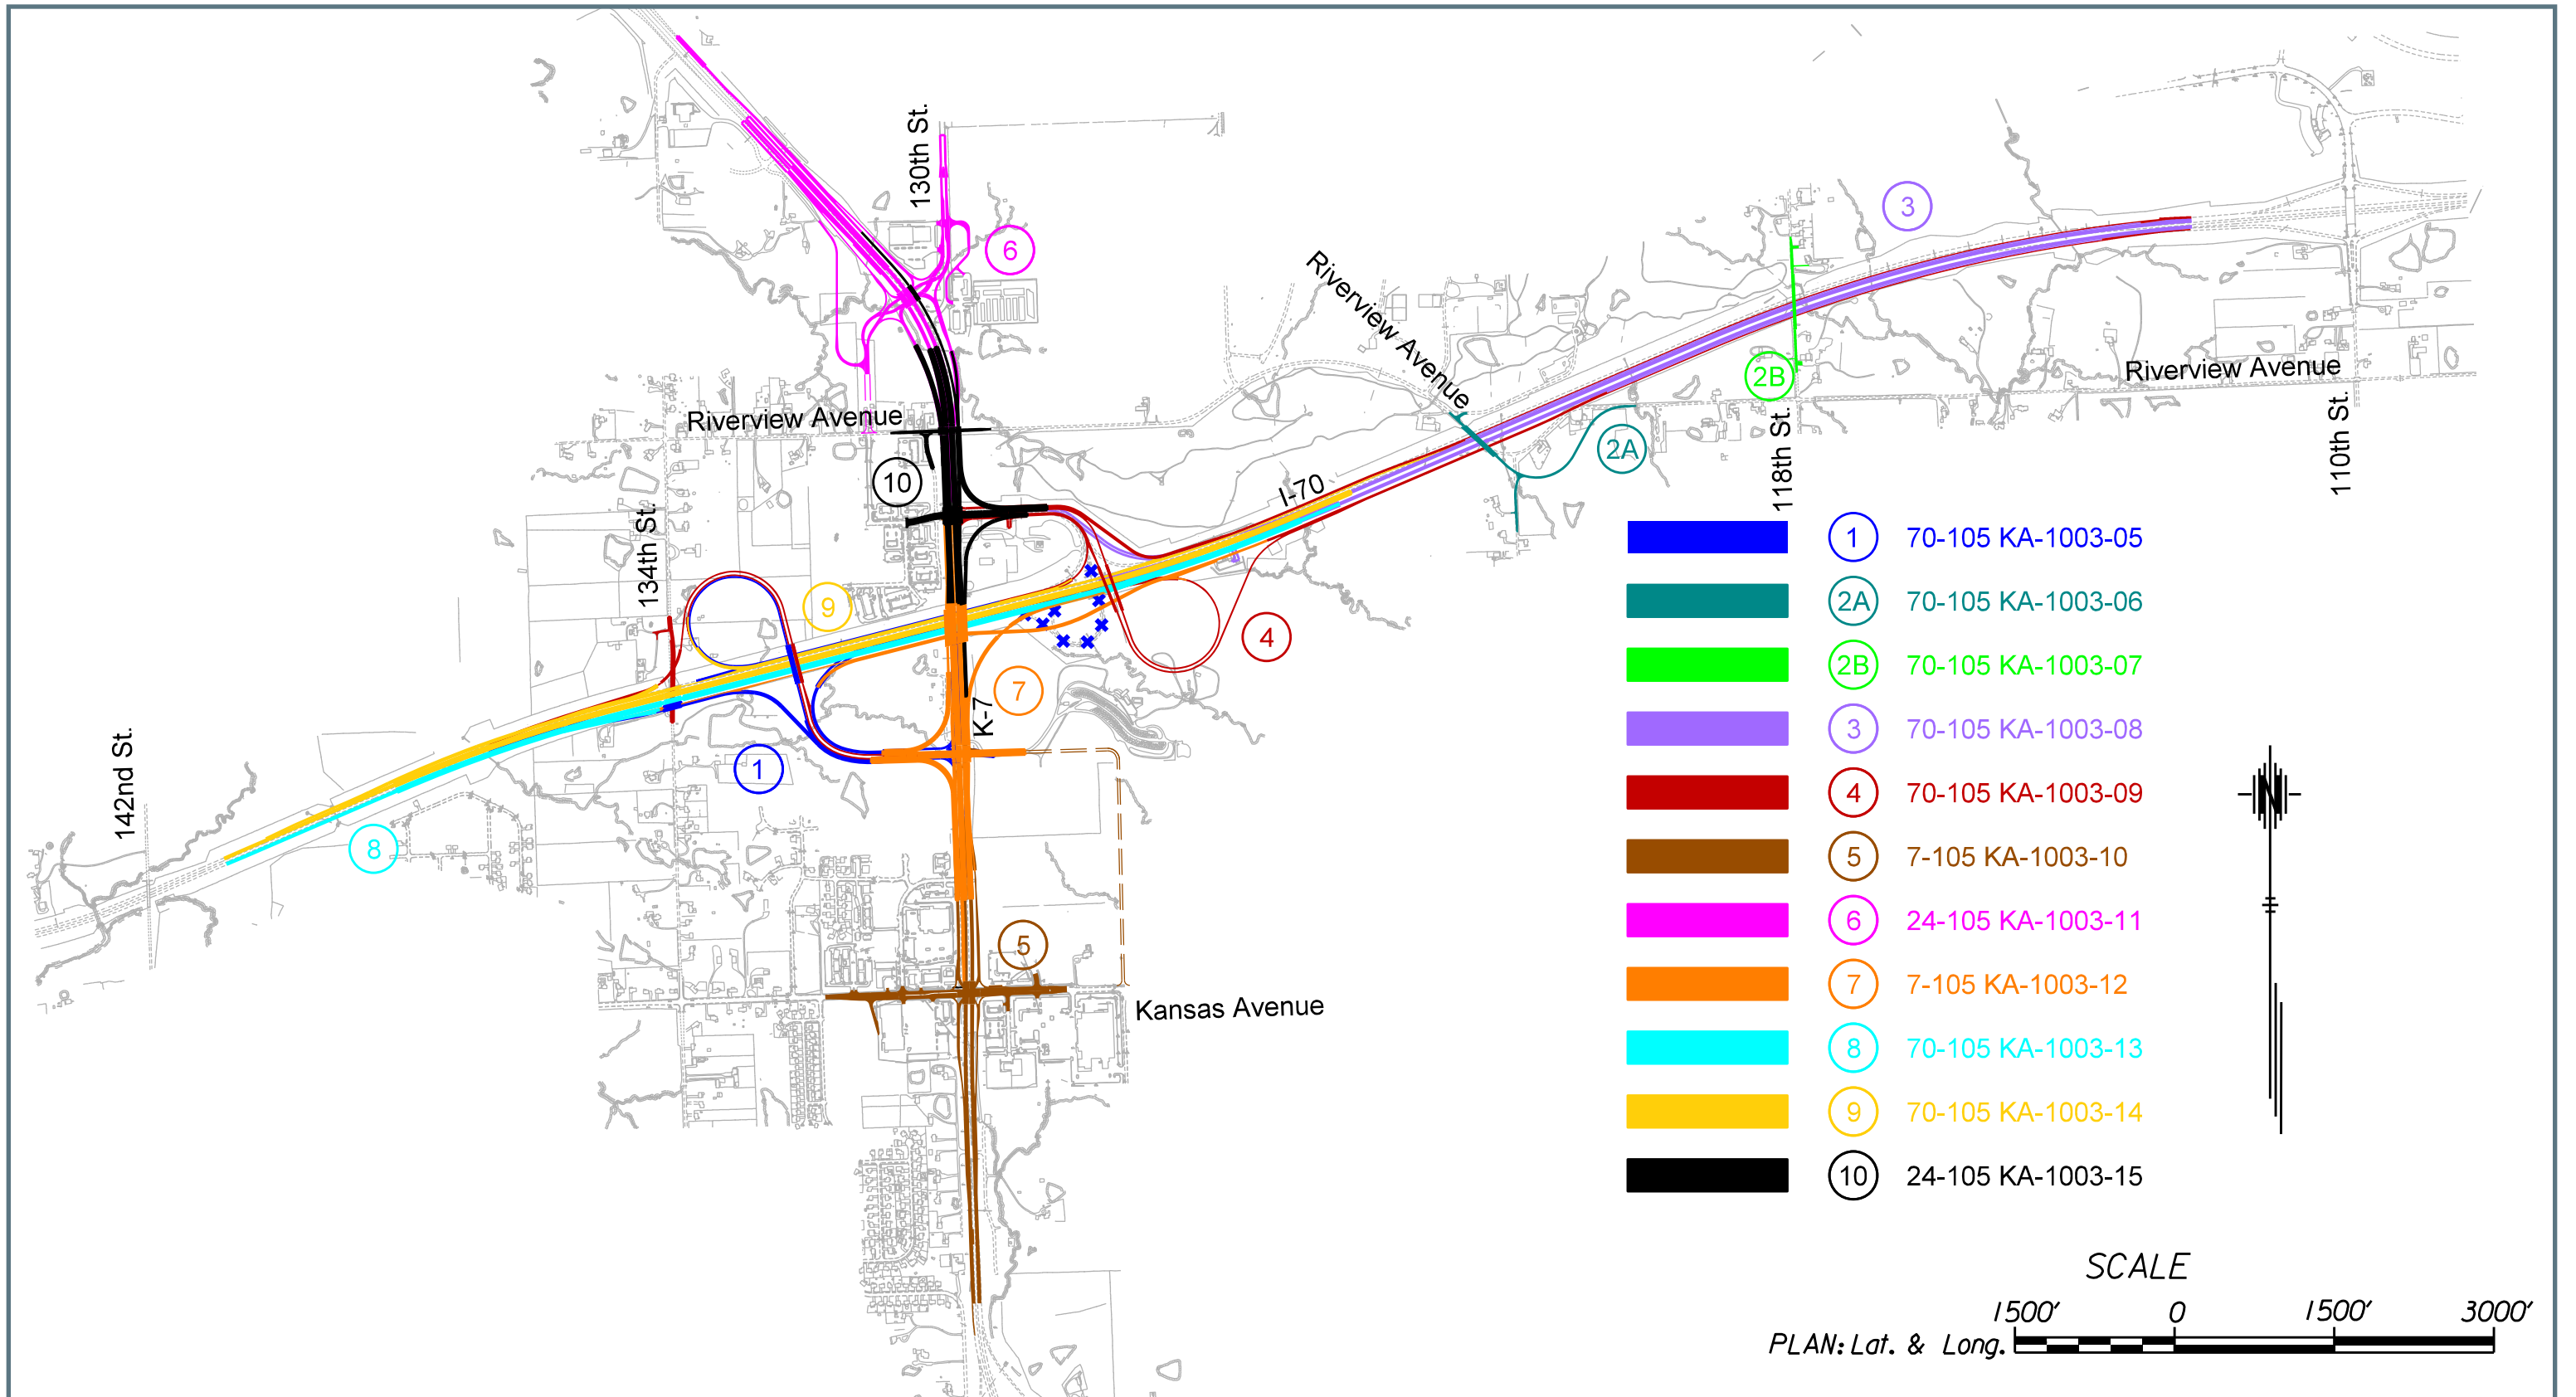 130th St.
6
3
Riverview Avenue
2B
Riverview Avenue
Riverview Avenue
110th St.
118th St.
2A
10
I-70
134th St.
9
4
7
K-7
1
142nd St.
8
5
Kansas Avenue
1 70-105 KA-1003-05
2A 70-105 KA-1003-06
2B 70-105 KA-1003-07
3 70-105 KA-1003-08
4 70-105 KA-1003-09
5 7-105 KA-1003-10
6 24-105 KA-1003-11
7 7-105 KA-1003-12
8 70-105 KA-1003-13
9 70-105 KA-1003-14
10 24-105 KA-1003-15
N
SCALE
1500' 0 1500' 3000'
PLAN: Lat. & Long.